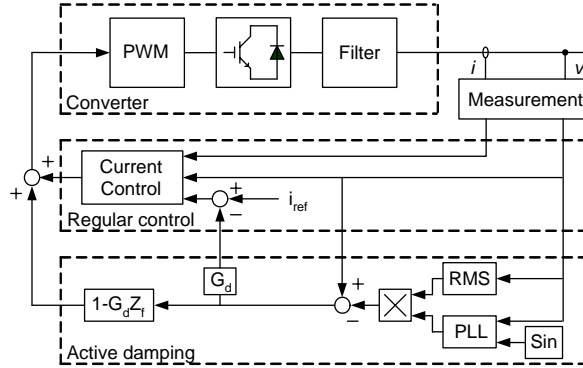 PWM
Filter
i
v
Converter
Measurement
+
+
Current
Control
+
−
i_ref
Regular control
G_d
1-G_dZ_f
+
−
RMS
PLL
Sin
Active damping